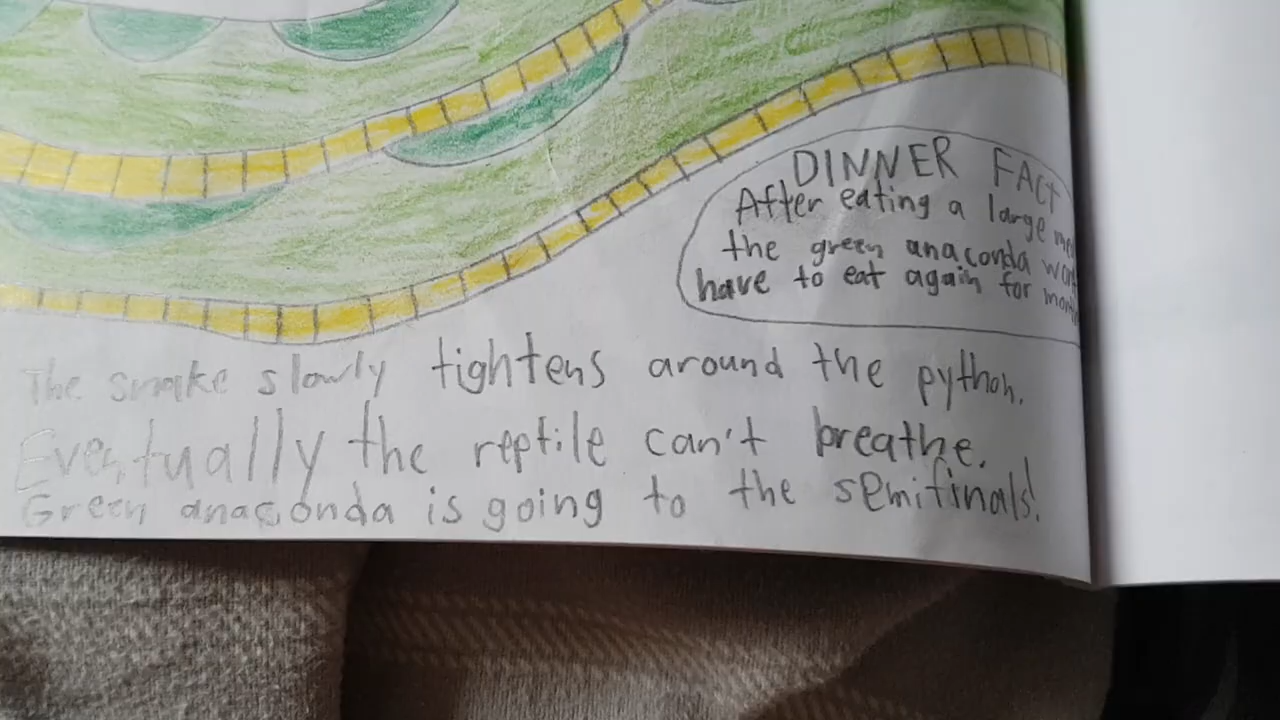 DINNER FACT
After eating a large
the green anaconda
have to eat again for
The snake slowly tightens around the python.
Eventually the reptile can't breathe.
Green anaconda is going to the semifinals!